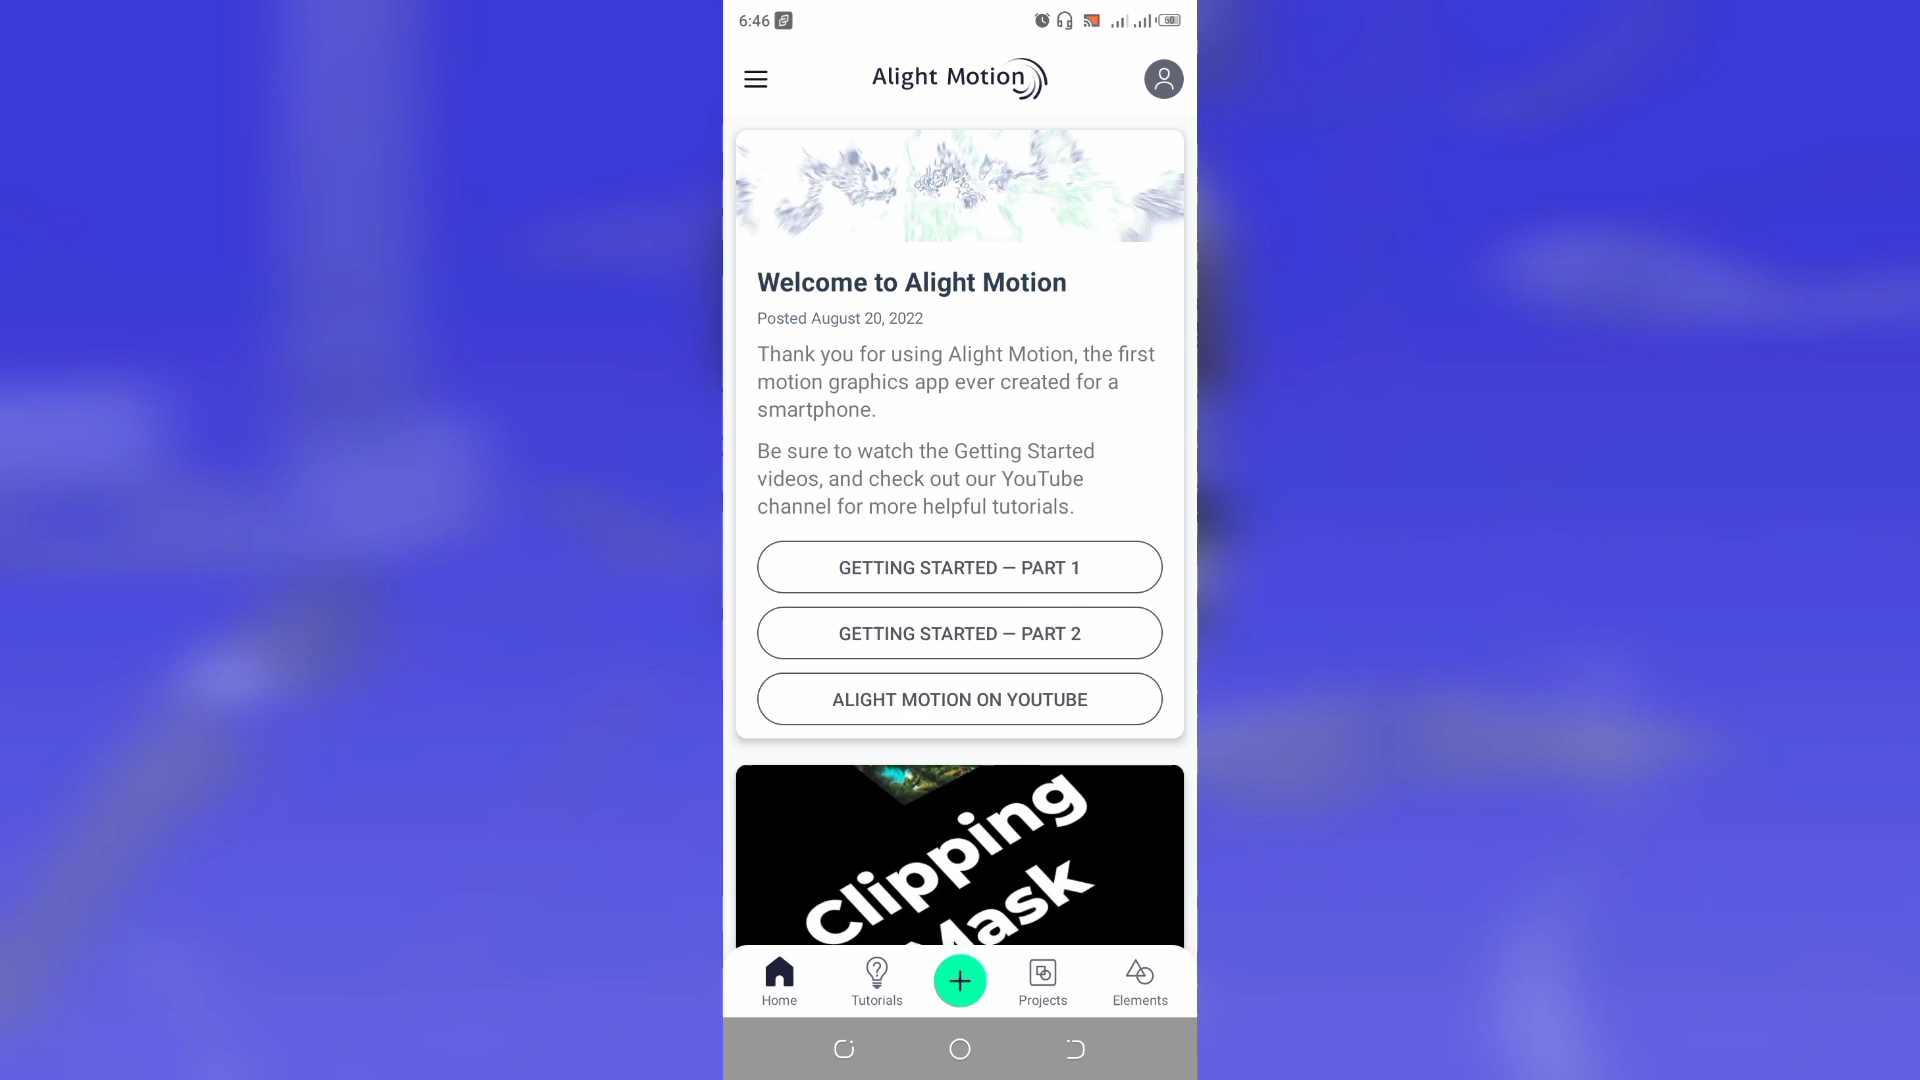 6:46
60
Alight Motion
Welcome to Alight Motion
Posted August 20, 2022
Thank you for using Alight Motion, the first
motion graphics app ever created for a
smartphone.
Be sure to watch the Getting Started
videos, and check out our YouTube
channel for more helpful tutorials.
GETTING STARTED — PART 1
GETTING STARTED — PART 2
ALIGHT MOTION ON YOUTUBE
Clipping
Mask
Home
Tutorials
Projects
Elements